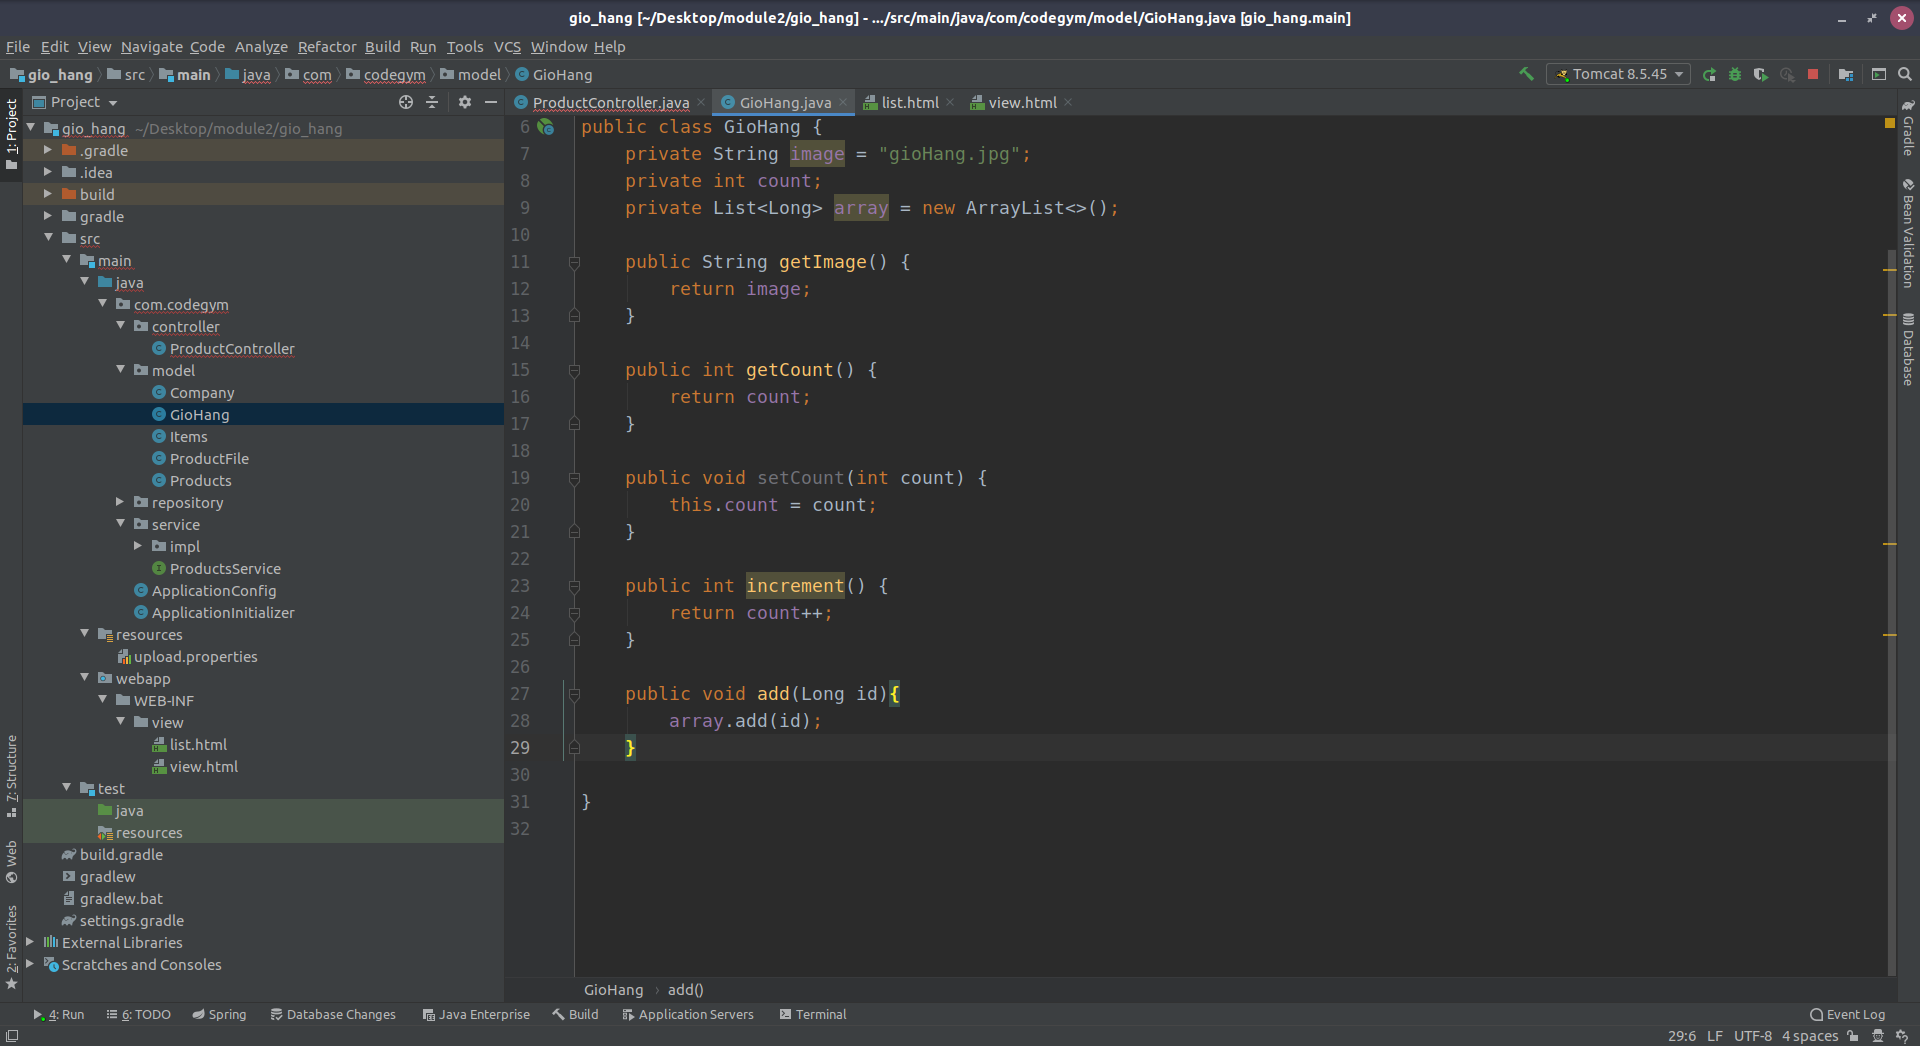 gio_hang [~/Desktop/module2/gio_hang] - .../src/main/java/com/codegym/model/GioHang.java [gio_hang.main]
File Edit View Navigate Code Analyze Refactor Build Run Tools VCS Window Help
gio_hang src main java com codegym model GioHang
Tomcat 8.5.45
1: Project
Project
ProductController.java GioHang.java list.html view.html
gio_hang ~/Desktop/module2/gio_hang
.gradle
.idea
build
gradle
src
main
java
com.codegym
controller
ProductController
model
Company
GioHang
Items
ProductFile
Products
repository
service
impl
ProductsService
ApplicationConfig
ApplicationInitializer
resources
upload.properties
webapp
WEB-INF
view
list.html
view.html
test
java
resources
build.gradle
gradlew
gradlew.bat
settings.gradle
External Libraries
Scratches and Consoles
7: Structure
Web
2: Favorites
6 public class GioHang {
7 private String image = "gioHang.jpg";
8 private int count;
9 private List<Long> array = new ArrayList<>();
10
11 public String getImage() {
12 return image;
13 }
14
15 public int getCount() {
16 return count;
17 }
18
19 public void setCount(int count) {
20 this.count = count;
21 }
22
23 public int increment() {
24 return count++;
25 }
26
27 public void add(Long id){
28 array.add(id);
29 }
30
31 }
32
GioHang › add()
Gradle
Bean Validation
Database
4: Run 6: TODO Spring Database Changes Java Enterprise Build Application Servers Terminal Event Log
29:6 LF UTF-8 4 spaces